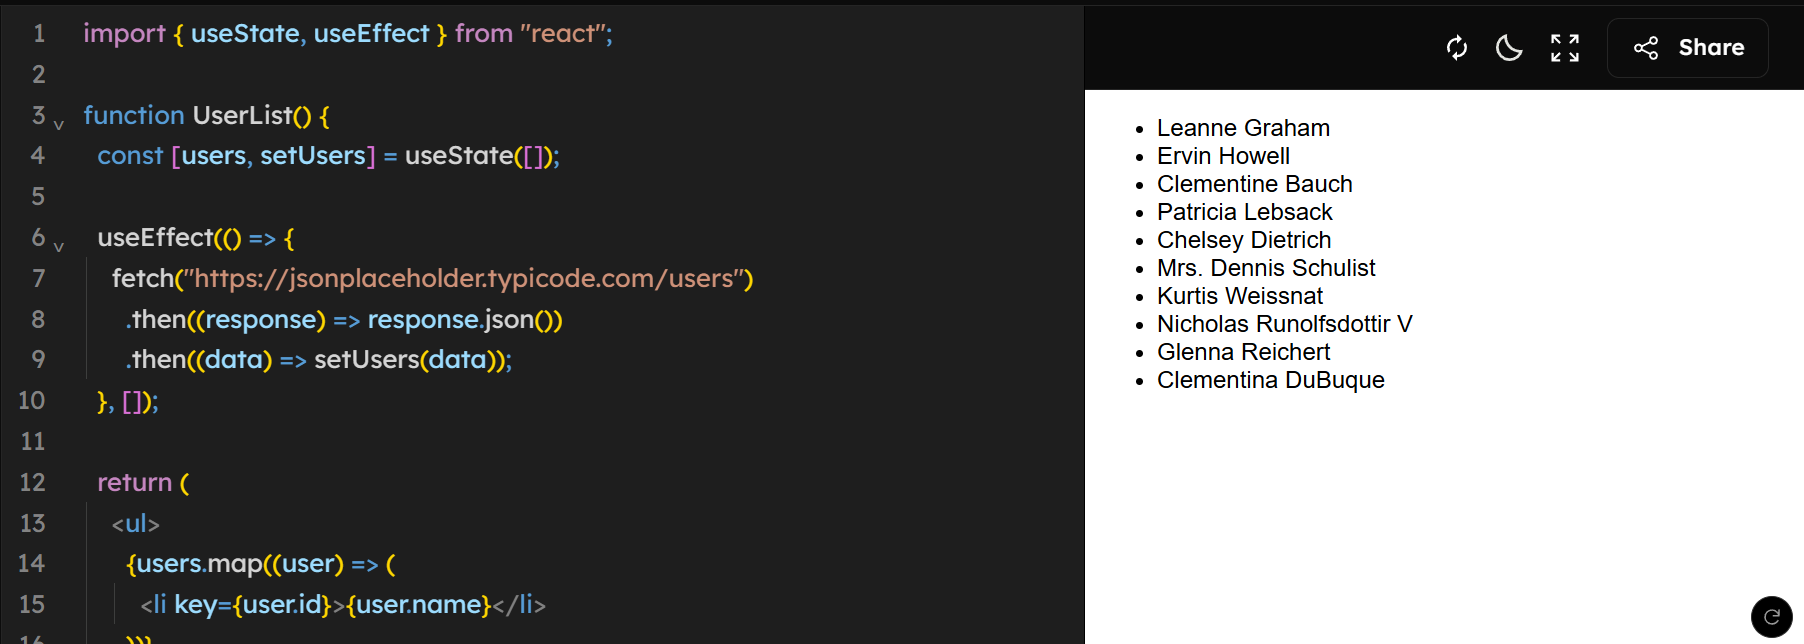 1 import { useState, useEffect } from "react";
2
3 function UserList() {
4 const [users, setUsers] = useState([]);
5
6 useEffect(() => {
7 fetch("https://jsonplaceholder.typicode.com/users")
8 .then((response) => response.json())
9 .then((data) => setUsers(data));
10 }, []);
11
12 return (
13 <ul>
14 {users.map((user) => (
15 <li key={user.id}>{user.name}</li>
16 ))}
Share
• Leanne Graham
• Ervin Howell
• Clementine Bauch
• Patricia Lebsack
• Chelsey Dietrich
• Mrs. Dennis Schulist
• Kurtis Weissnat
• Nicholas Runolfsdottir V
• Glenna Reichert
• Clementina DuBuque